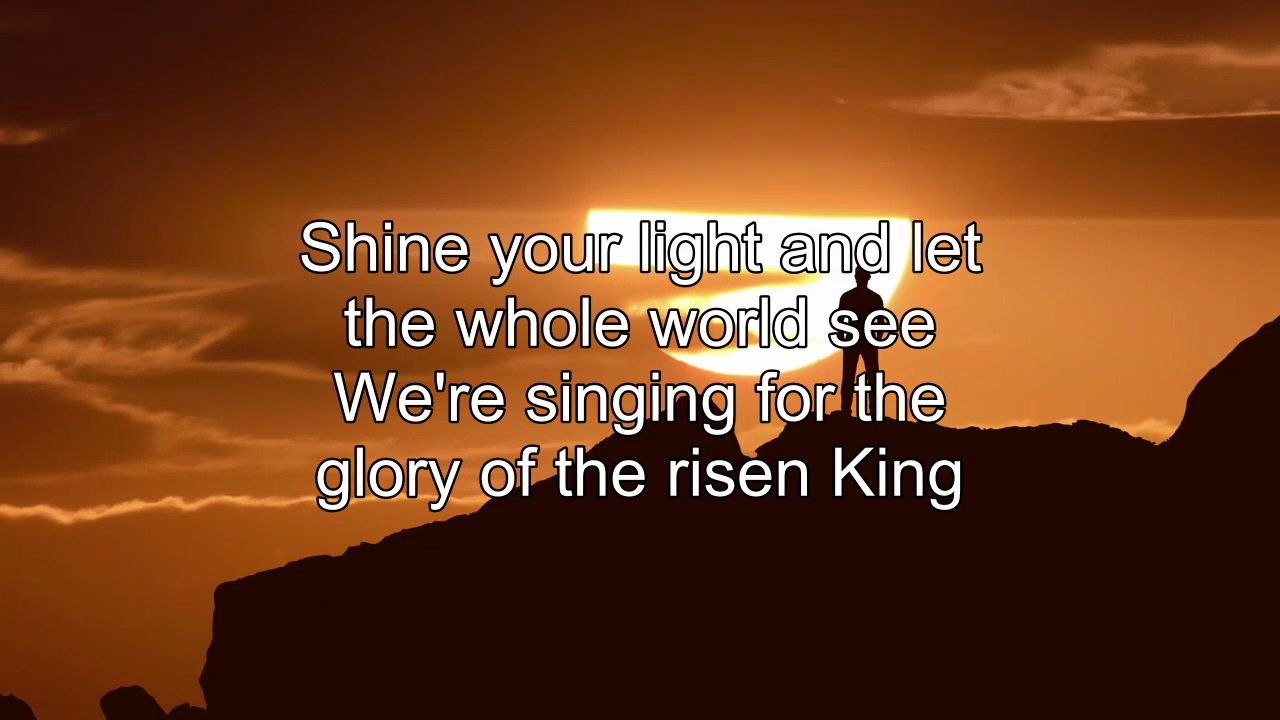 Shine your light and let
the whole world see
We're singing for the
glory of the risen King